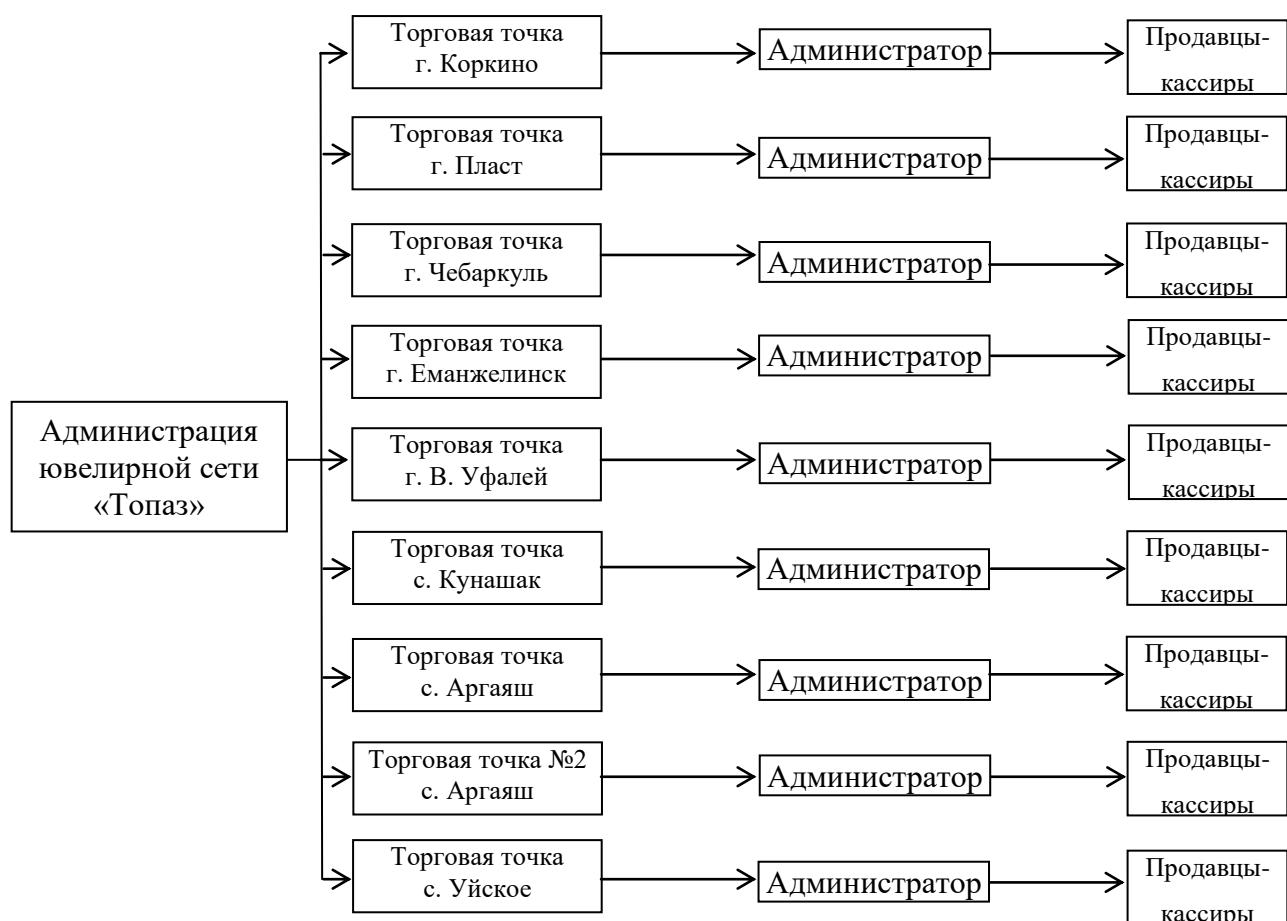 Торговая точка
г. Коркино
Администратор
Продавцы-
кассиры
Торговая точка
г. Пласт
Администратор
Продавцы-
кассиры
Торговая точка
г. Чебаркуль
Администратор
Продавцы-
кассиры
Торговая точка
г. Еманжелинск
Администратор
Продавцы-
кассиры
Администрация
ювелирной сети
«Топаз»
Торговая точка
г. В. Уфалей
Администратор
Продавцы-
кассиры
Торговая точка
с. Кунашак
Администратор
Продавцы-
кассиры
Торговая точка
с. Аргаяш
Администратор
Продавцы-
кассиры
Торговая точка №2
с. Аргаяш
Администратор
Продавцы-
кассиры
Торговая точка
с. Уйское
Администратор
Продавцы-
кассиры